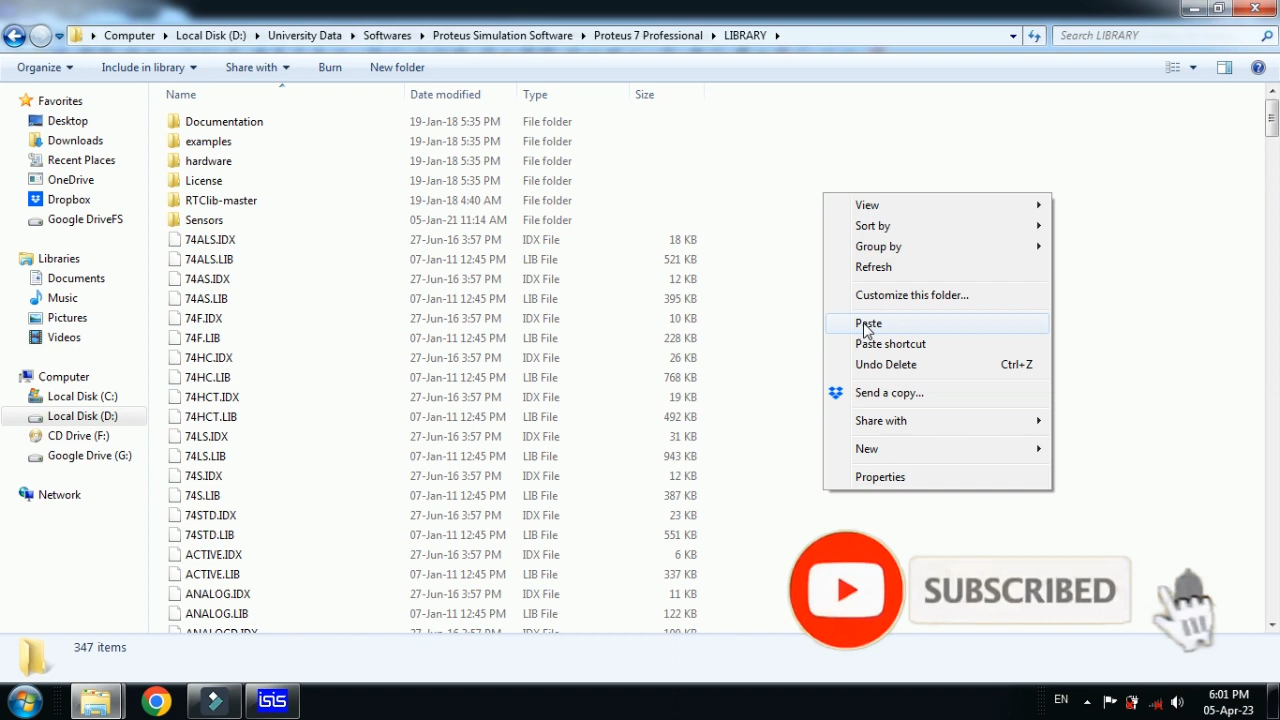 Computer Local Disk (D:) University Data Softwares Proteus Simulation Software Proteus 7 Professional LIBRARY Search LIBRARY
Organize Include in library Share with Burn New folder
Favorites
Desktop
Downloads
Recent Places
OneDrive
Dropbox
Google DriveFS
Libraries
Documents
Music
Pictures
Videos
Computer
Local Disk (C:)
Local Disk (D:)
CD Drive (F:)
Google Drive (G:)
Network
Name Date modified Type Size
Documentation 19-Jan-18 5:35 PM File folder
examples 19-Jan-18 5:35 PM File folder
hardware 19-Jan-18 5:35 PM File folder
License 19-Jan-18 5:35 PM File folder
RTClib-master 19-Jan-18 4:40 AM File folder
Sensors 05-Jan-21 11:14 AM File folder
74ALS.IDX 27-Jun-16 3:57 PM IDX File 18 KB
74ALS.LIB 07-Jan-11 12:45 PM LIB File 521 KB
74AS.IDX 27-Jun-16 3:57 PM IDX File 12 KB
74AS.LIB 07-Jan-11 12:45 PM LIB File 395 KB
74F.IDX 27-Jun-16 3:57 PM IDX File 10 KB
74F.LIB 07-Jan-11 12:45 PM LIB File 228 KB
74HC.IDX 27-Jun-16 3:57 PM IDX File 26 KB
74HC.LIB 07-Jan-11 12:45 PM LIB File 768 KB
74HCT.IDX 27-Jun-16 3:57 PM IDX File 19 KB
74HCT.LIB 07-Jan-11 12:45 PM LIB File 492 KB
74LS.IDX 27-Jun-16 3:57 PM IDX File 31 KB
74LS.LIB 07-Jan-11 12:45 PM LIB File 943 KB
74S.IDX 27-Jun-16 3:57 PM IDX File 12 KB
74S.LIB 07-Jan-11 12:45 PM LIB File 387 KB
74STD.IDX 27-Jun-16 3:57 PM IDX File 23 KB
74STD.LIB 07-Jan-11 12:45 PM LIB File 551 KB
ACTIVE.IDX 27-Jun-16 3:57 PM IDX File 6 KB
ACTIVE.LIB 07-Jan-11 12:45 PM LIB File 337 KB
ANALOG.IDX 27-Jun-16 3:57 PM IDX File 11 KB
ANALOG.LIB 07-Jan-11 12:45 PM LIB File 122 KB
View
Sort by
Group by
Refresh
Customize this folder...
Paste
Paste shortcut
Undo Delete Ctrl+Z
Send a copy...
Share with
New
Properties
SUBSCRIBED
347 items
isis
EN
6:01 PM
05-Apr-23